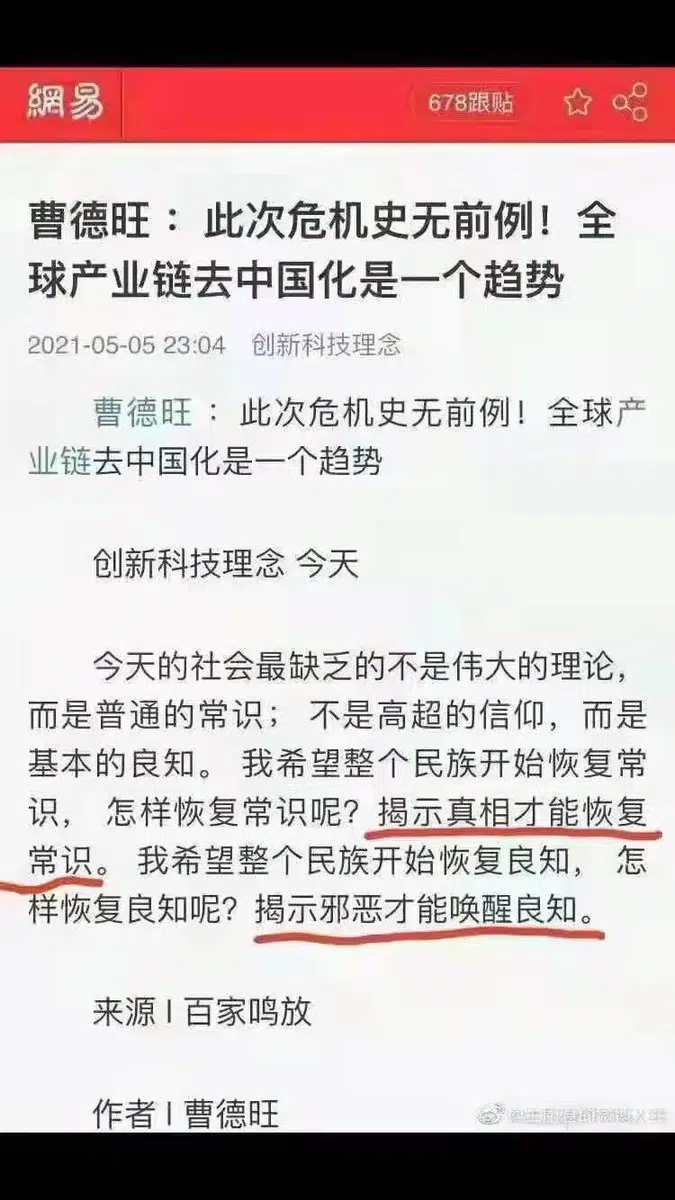 網易
678跟贴
曹德旺 ：此次危机史无前例！全
球产业链去中国化是一个趋势
2021-05-05 23:04 创新科技理念
曹德旺 ：此次危机史无前例！全球产
业链去中国化是一个趋势
创新科技理念 今天
今天的社会最缺乏的不是伟大的理论，
而是普通的常识； 不是高超的信仰，而是
基本的良知。 我希望整个民族开始恢复常
识， 怎样恢复常识呢？揭示真相才能恢复
常识。 我希望整个民族开始恢复良知， 怎
样恢复良知呢？揭示邪恶才能唤醒良知。
来源 l 百家鸣放
作者 l 曹德旺